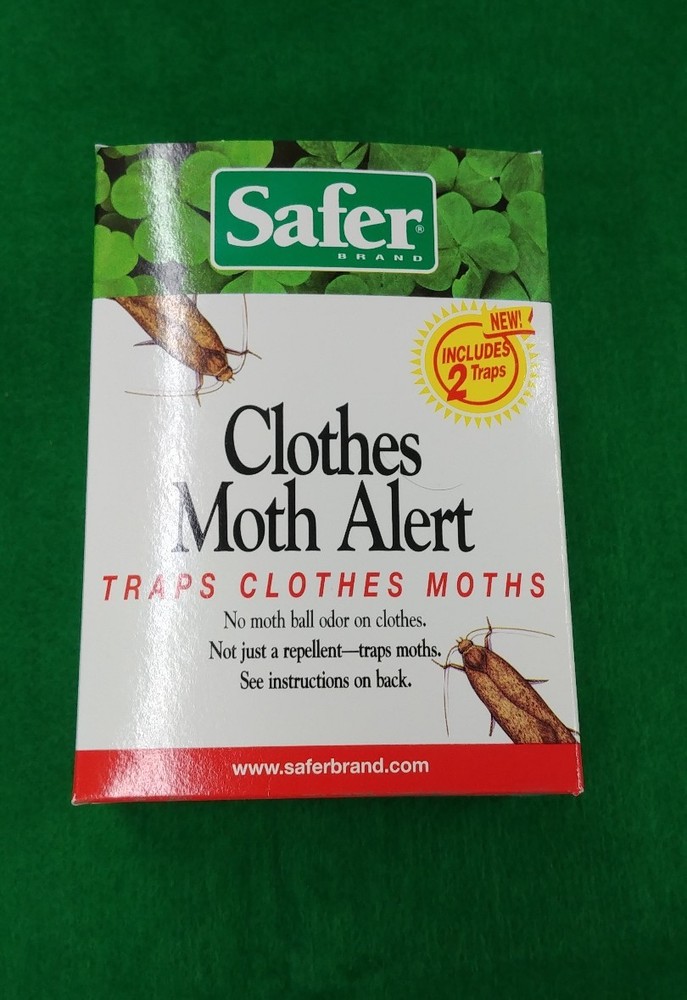 Safer®
BRAND
NEW!
INCLUDES
2 Traps
Clothes
Moth Alert
TRAPS CLOTHES MOTHS
No moth ball odor on clothes.
Not just a repellent—traps moths.
See instructions on back.
www.saferbrand.com